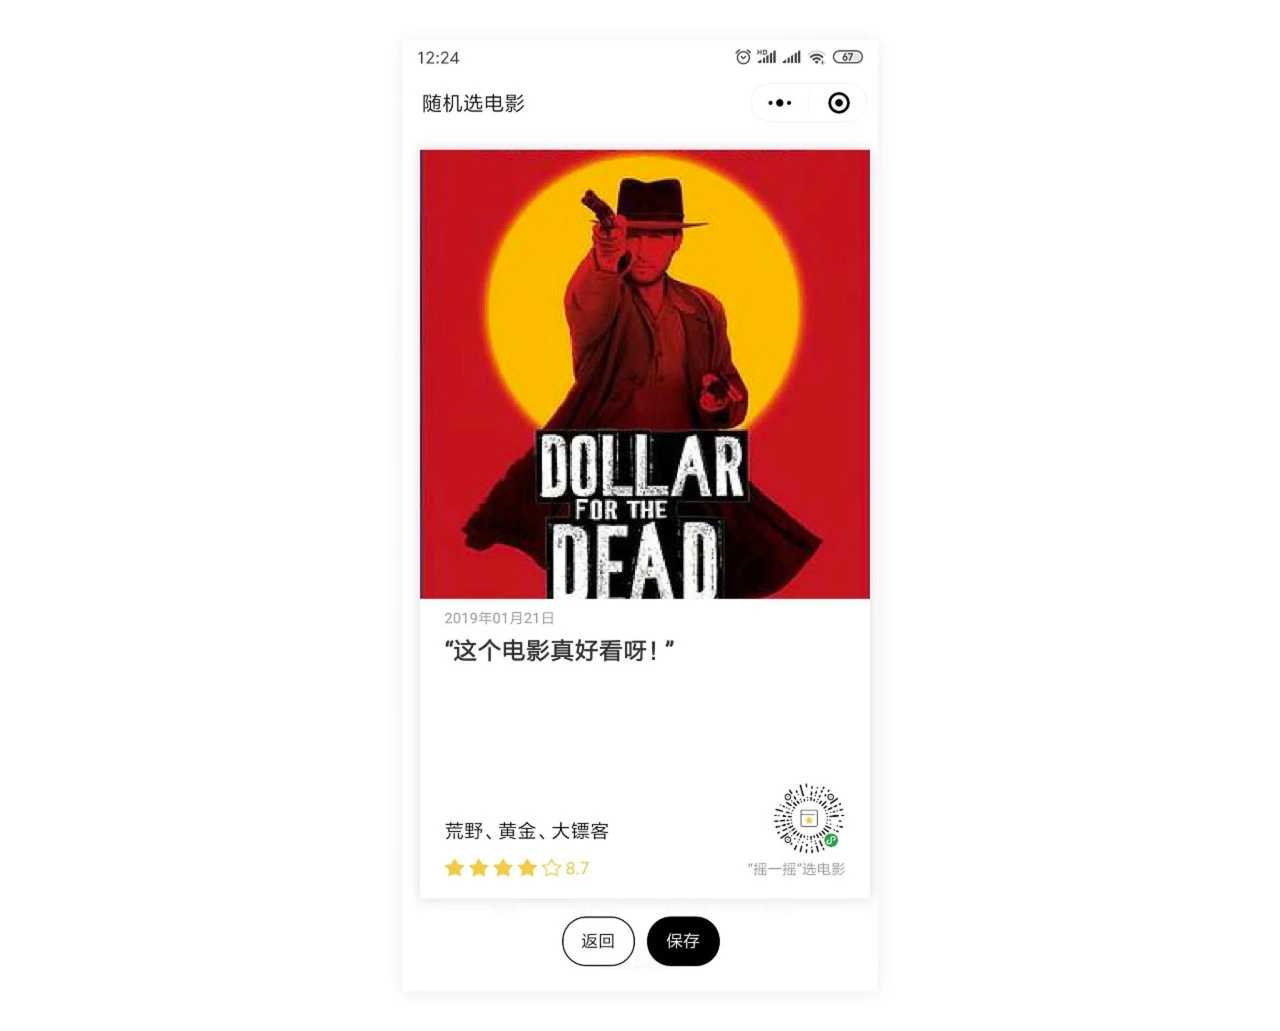 12:24
HD
67
随机选电影
DOLLAR
FOR THE
DEAD
2019年01月21日
“这个电影真好看呀！”
荒野、黄金、大镖客
8.7
“摇一摇”选电影
返回
保存